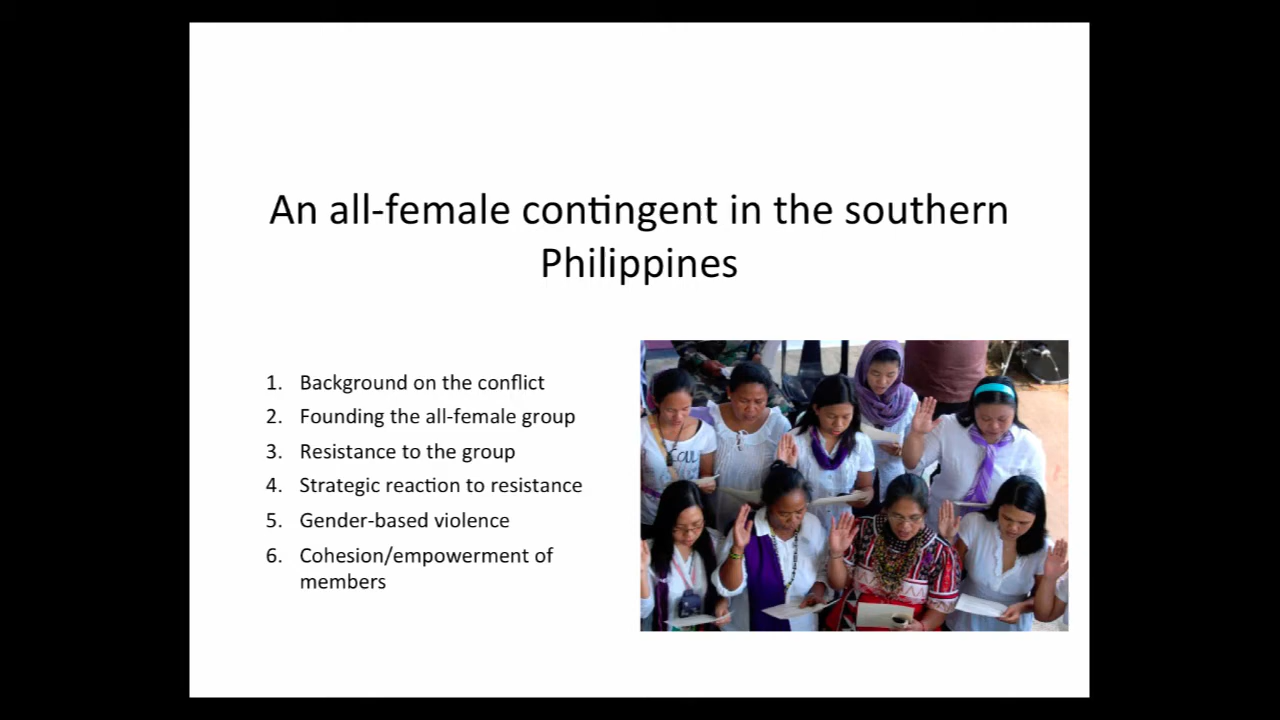 An all-female contingent in the southern
Philippines
1. Background on the conflict
2. Founding the all-female group
3. Resistance to the group
4. Strategic reaction to resistance
5. Gender-based violence
6. Cohesion/empowerment of
members